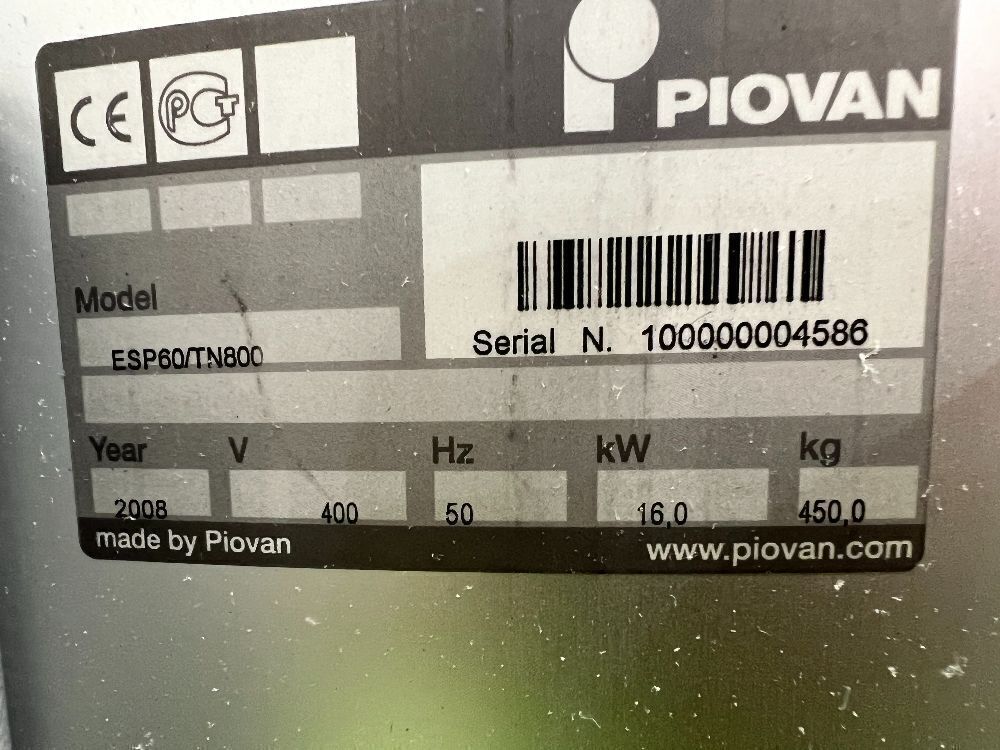 CE PCT
PIOVAN
Model
ESP60/TN800
Serial N. 100000004586
Year V Hz kW kg
2008 400 50 16,0 450,0
made by Piovan
www.piovan.com